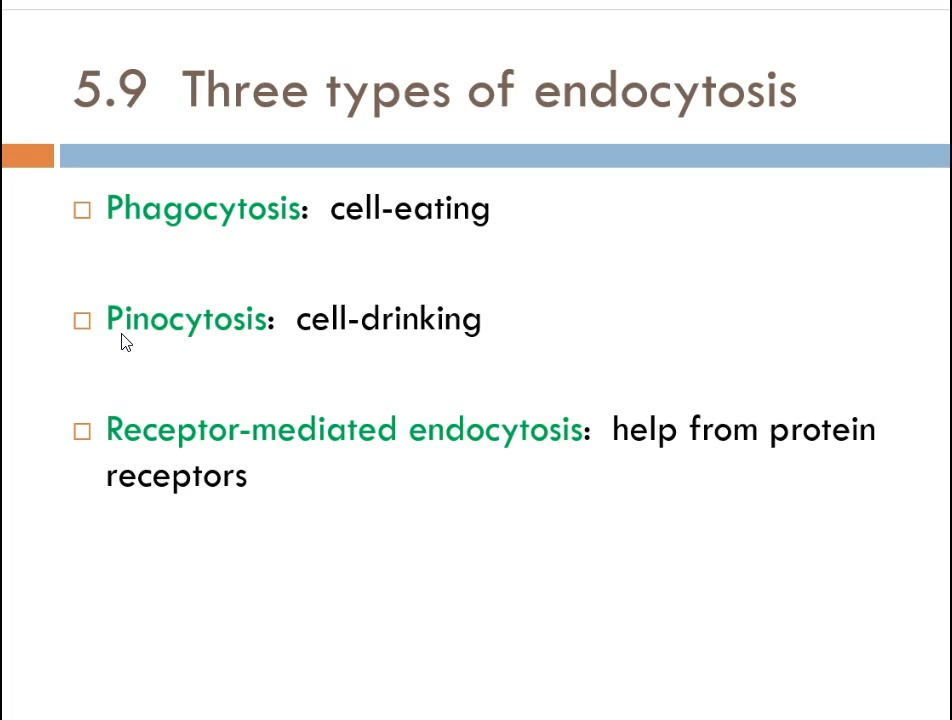 5.9 Three types of endocytosis
Phagocytosis: cell-eating
Pinocytosis: cell-drinking
Receptor-mediated endocytosis: help from protein
receptors